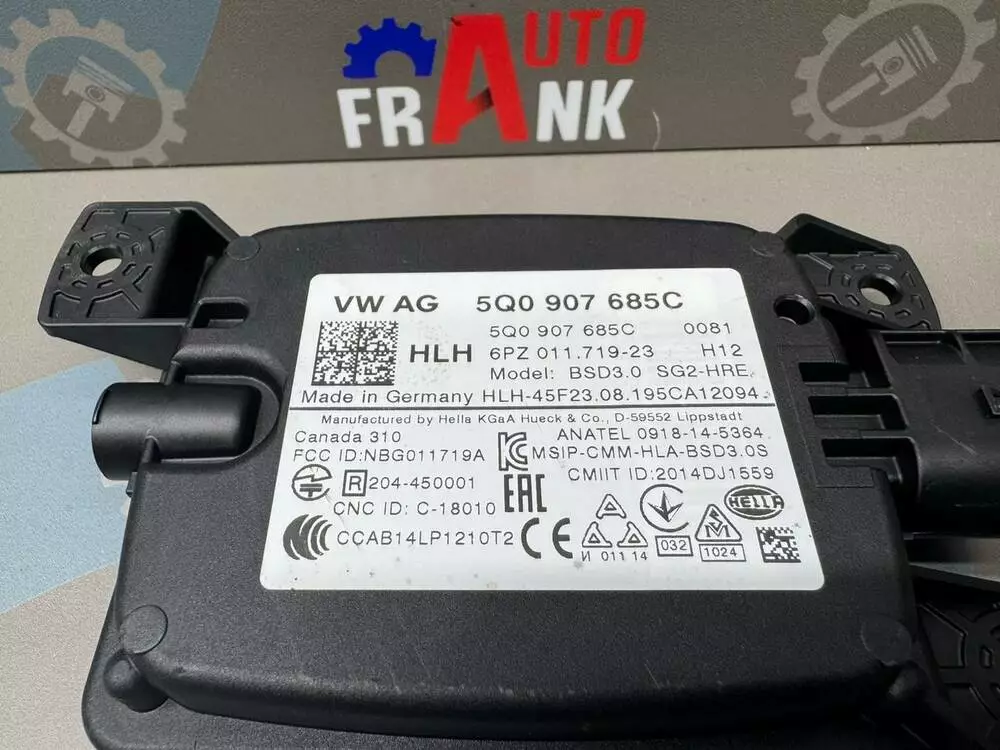 AUTO
FRANK
VW AG 5Q0 907 685C
5Q0 907 685C 0081
HLH 6PZ 011.719-23 H12
Model: BSD3.0 SG2-HRE
Made in Germany HLH-45F23.08.195CA12094
Manufactured by Hella KGaA Hueck & Co., D-59552 Lippstadt
Canada 310 ANATEL 0918-14-5364
FCC ID:NBG011719A MSIP-CMM-HLA-BSD3.0S
CMIIT ID:2014DJ1559
R 204-450001 EAC HELLA
CNC ID: C-18010
CCAB14LP1210T2 CE И 011 14 032 1024